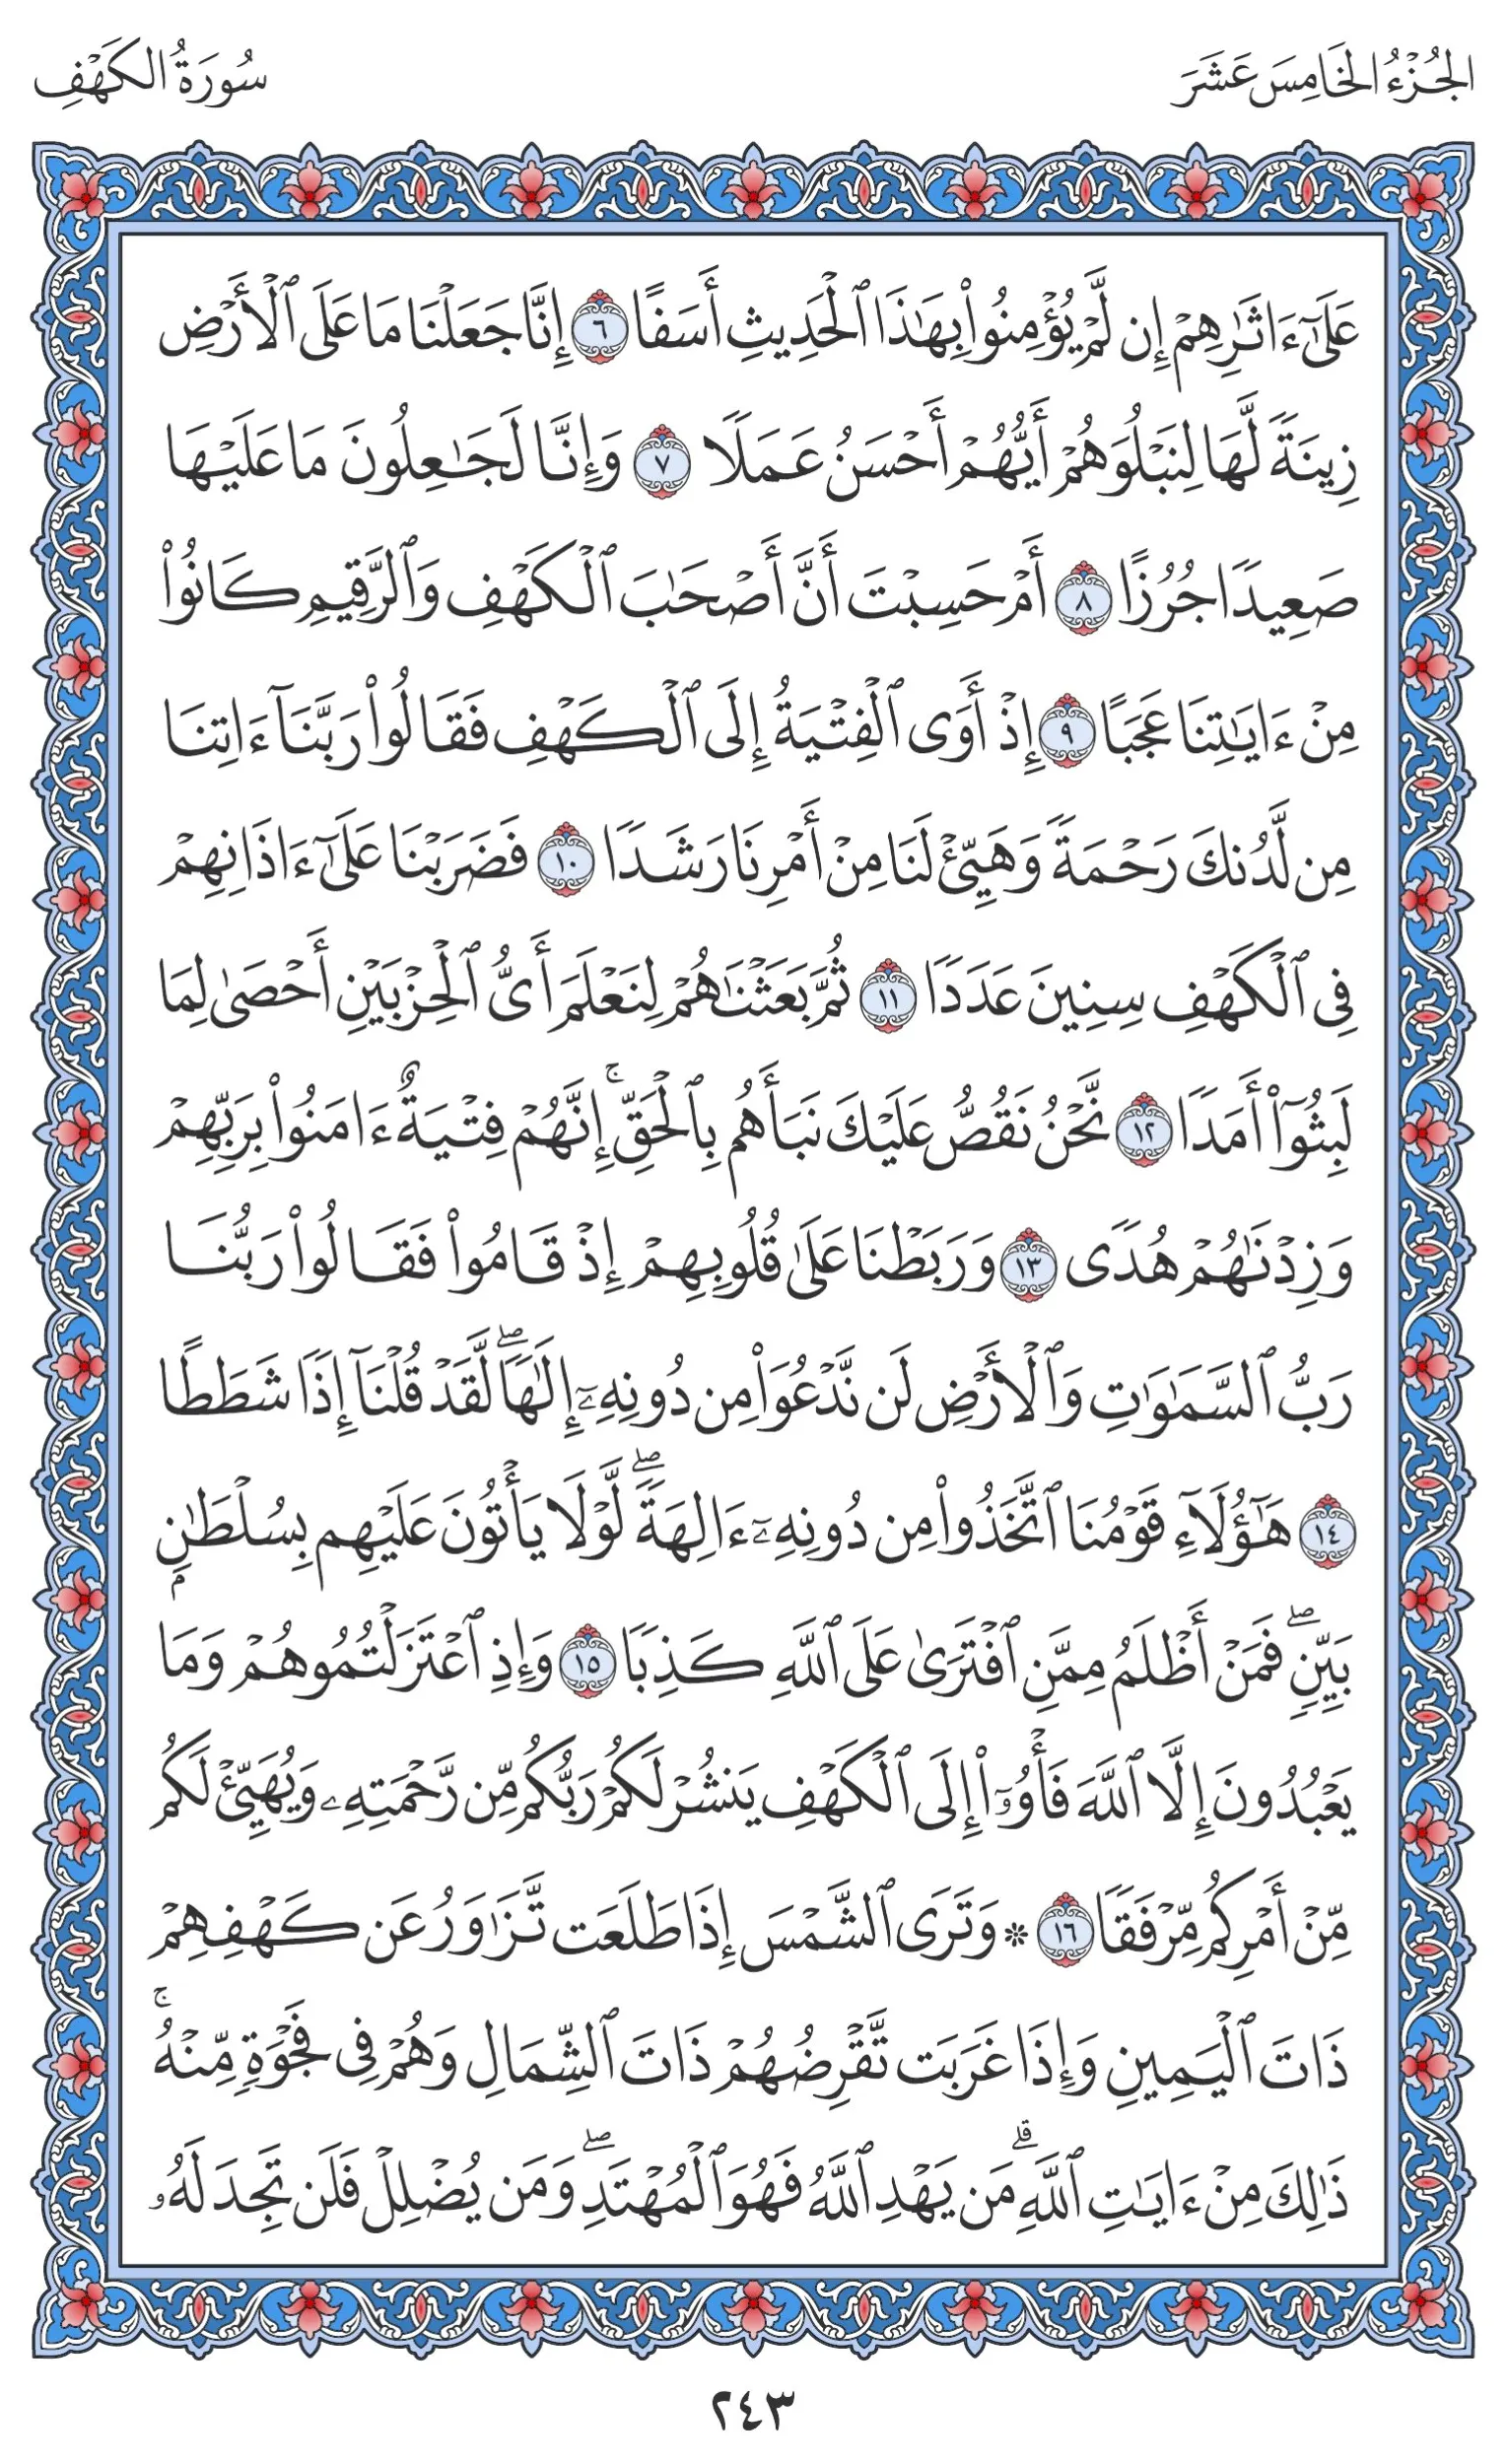 الجُزْءُ الخَامِسَ عَشَرَ
سُورَةُ الكَهْفِ
عَلَىٰٓ ءَاثَٰرِهِمْ إِن لَّمْ يُؤْمِنُوا۟ بِهَٰذَا ٱلْحَدِيثِ أَسَفًا ٦ إِنَّا جَعَلْنَا مَا عَلَى ٱلْأَرْضِ
زِينَةً لَّهَا لِنَبْلُوَهُمْ أَيُّهُمْ أَحْسَنُ عَمَلًا ٧ وَإِنَّا لَجَٰعِلُونَ مَا عَلَيْهَا
صَعِيدًا جُرُزًا ٨ أَمْ حَسِبْتَ أَنَّ أَصْحَٰبَ ٱلْكَهْفِ وَٱلرَّقِيمِ كَانُوا۟
مِنْ ءَايَٰتِنَا عَجَبًا ٩ إِذْ أَوَى ٱلْفِتْيَةُ إِلَى ٱلْكَهْفِ فَقَالُوا۟ رَبَّنَآ ءَاتِنَا
مِن لَّدُنكَ رَحْمَةً وَهَيِّئْ لَنَا مِنْ أَمْرِنَا رَشَدًا ١٠ فَضَرَبْنَا عَلَىٰٓ ءَاذَانِهِمْ
فِى ٱلْكَهْفِ سِنِينَ عَدَدًا ١١ ثُمَّ بَعَثْنَٰهُمْ لِنَعْلَمَ أَىُّ ٱلْحِزْبَيْنِ أَحْصَىٰ لِمَا
لَبِثُوٓا۟ أَمَدًا ١٢ نَّحْنُ نَقُصُّ عَلَيْكَ نَبَأَهُم بِٱلْحَقِّ ۚ إِنَّهُمْ فِتْيَةٌ ءَامَنُوا۟ بِرَبِّهِمْ
وَزِدْنَٰهُمْ هُدًى ١٣ وَرَبَطْنَا عَلَىٰ قُلُوبِهِمْ إِذْ قَامُوا۟ فَقَالُوا۟ رَبُّنَا
رَبُّ ٱلسَّمَٰوَٰتِ وَٱلْأَرْضِ لَن نَّدْعُوَا۟ مِن دُونِهِۦٓ إِلَٰهًا ۖ لَّقَدْ قُلْنَآ إِذًا شَطَطًا
١٤ هَٰٓؤُلَآءِ قَوْمُنَا ٱتَّخَذُوا۟ مِن دُونِهِۦٓ ءَالِهَةً ۖ لَّوْلَا يَأْتُونَ عَلَيْهِم بِسُلْطَٰنٍۭ
بَيِّنٍ ۖ فَمَنْ أَظْلَمُ مِمَّنِ ٱفْتَرَىٰ عَلَى ٱللَّهِ كَذِبًا ١٥ وَإِذِ ٱعْتَزَلْتُمُوهُمْ وَمَا
يَعْبُدُونَ إِلَّا ٱللَّهَ فَأْوُۥٓا۟ إِلَى ٱلْكَهْفِ يَنشُرْ لَكُمْ رَبُّكُم مِّن رَّحْمَتِهِۦ وَيُهَيِّئْ لَكُم
مِّنْ أَمْرِكُم مِّرْفَقًا ١٦ ۞ وَتَرَى ٱلشَّمْسَ إِذَا طَلَعَت تَّزَٰوَرُ عَن كَهْفِهِمْ
ذَاتَ ٱلْيَمِينِ وَإِذَا غَرَبَت تَّقْرِضُهُمْ ذَاتَ ٱلشِّمَالِ وَهُمْ فِى فَجْوَةٍ مِّنْهُ ۚ
ذَٰلِكَ مِنْ ءَايَٰتِ ٱللَّهِ ۗ مَن يَهْدِ ٱللَّهُ فَهُوَ ٱلْمُهْتَدِ ۖ وَمَن يُضْلِلْ فَلَن تَجِدَ لَهُۥ
٢٤٣